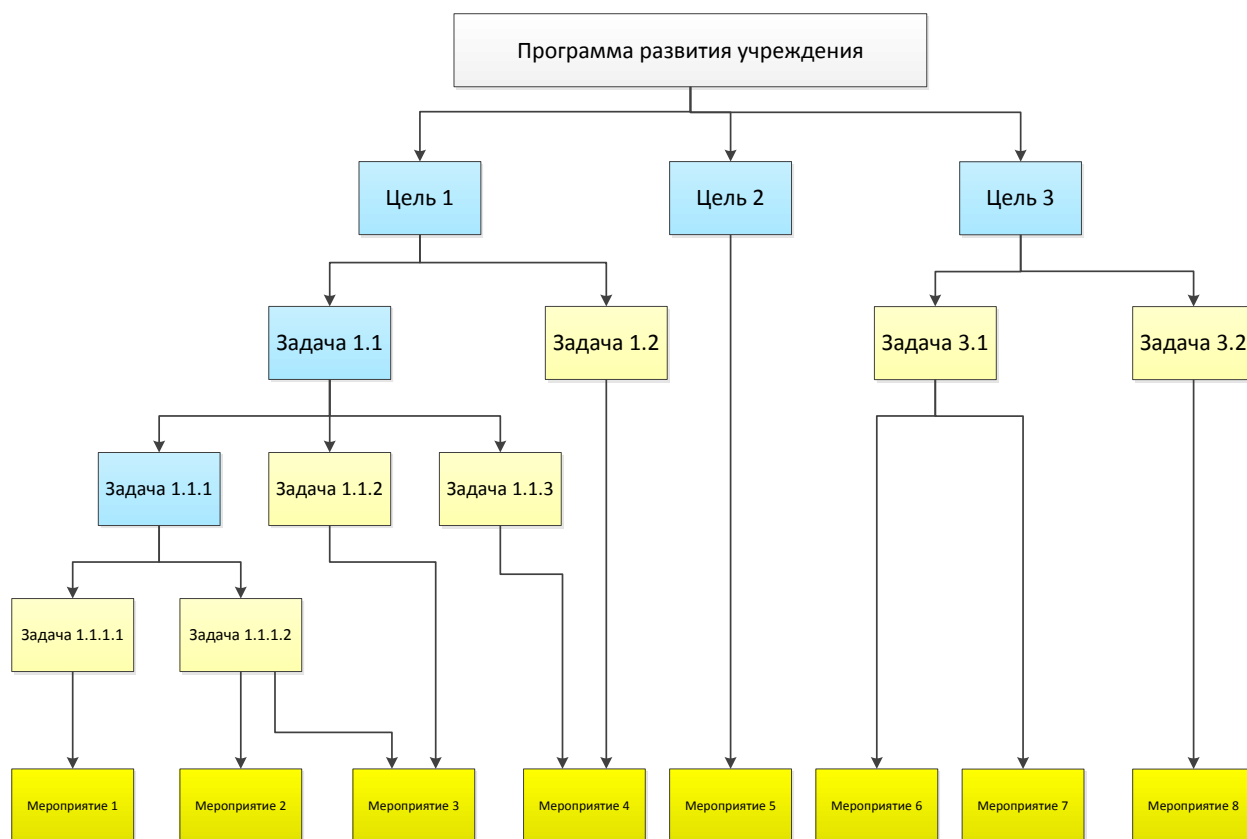 Программа развития учреждения
Цель 1
Цель 2
Цель 3
Задача 1.1
Задача 1.2
Задача 3.1
Задача 3.2
Задача 1.1.1
Задача 1.1.2
Задача 1.1.3
Задача 1.1.1.1
Задача 1.1.1.2
Мероприятие 1
Мероприятие 2
Мероприятие 3
Мероприятие 4
Мероприятие 5
Мероприятие 6
Мероприятие 7
Мероприятие 8